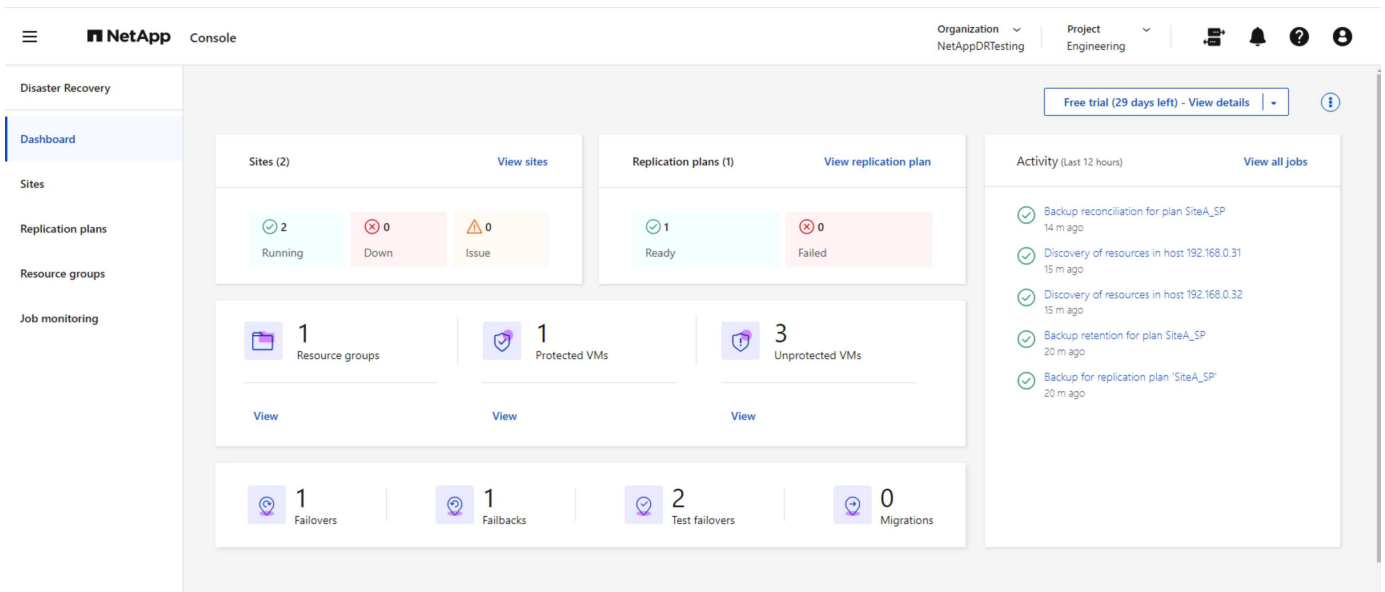 NetApp Console
Organization
NetAppDRTesting
Project
Engineering
Disaster Recovery
Dashboard
Sites
Replication plans
Resource groups
Job monitoring
Free trial (29 days left) - View details
Sites (2)
View sites
2
Running
0
Down
0
Issue
Replication plans (1)
View replication plan
1
Ready
0
Failed
1
Resource groups
View
1
Protected VMs
View
3
Unprotected VMs
View
1
Failovers
1
Failbacks
2
Test failovers
0
Migrations
Activity (Last 12 hours)
View all jobs
Backup reconciliation for plan SiteA_SP
14 m ago
Discovery of resources in host 192.168.0.31
15 m ago
Discovery of resources in host 192.168.0.32
15 m ago
Backup retention for plan SiteA_SP
20 m ago
Backup for replication plan 'SiteA_SP'
20 m ago